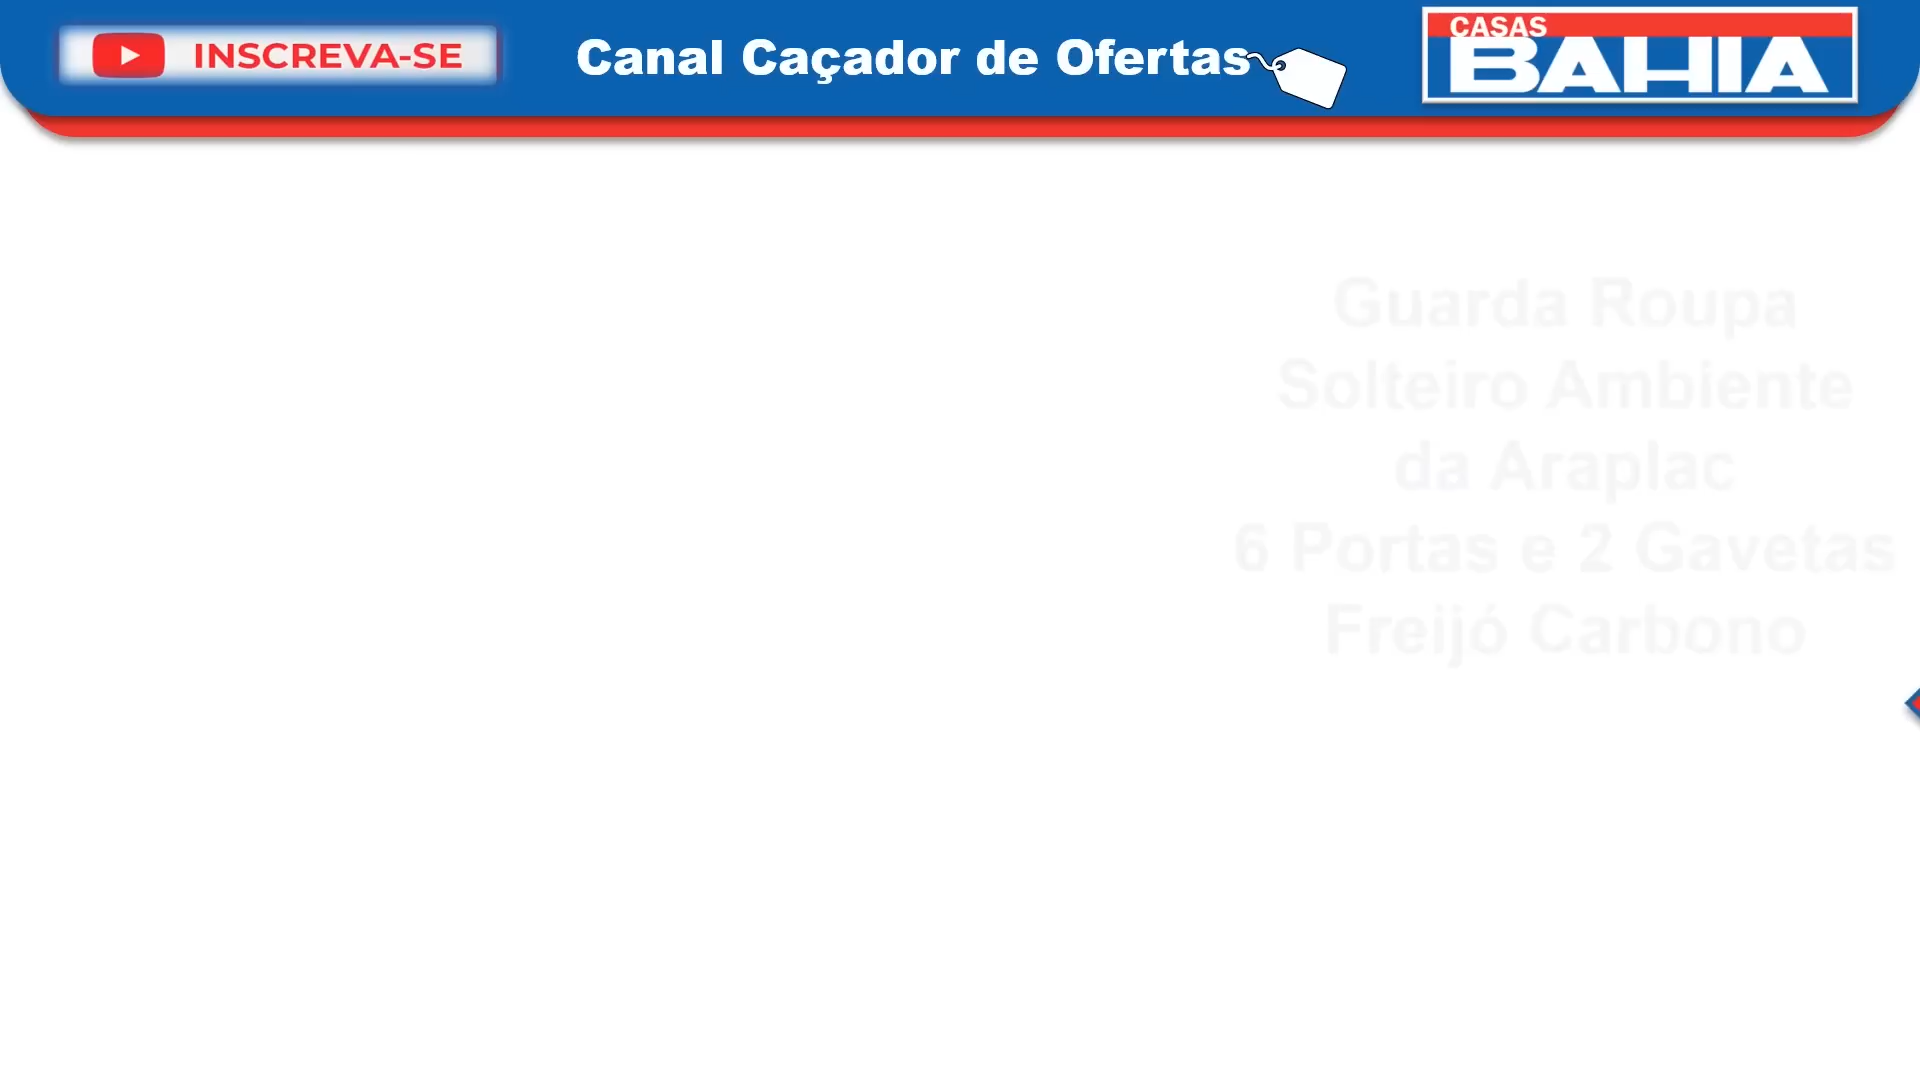 INSCREVA-SE
Canal Caçador de Ofertas
CASAS
BAHIA
Guarda Roupa
Solteiro Ambiente
da Araplac
6 Portas e 2 Gavetas
Freijó Carbono